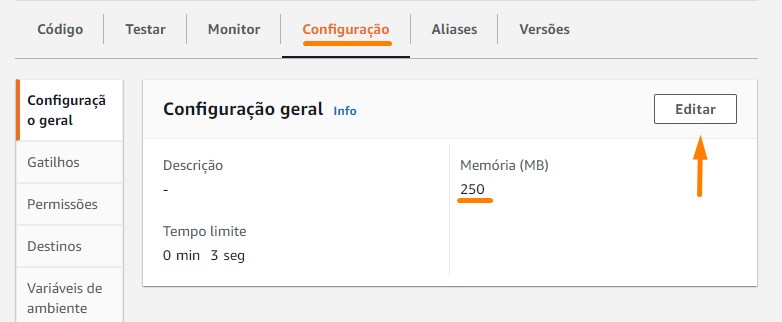 Código Testar Monitor Configuração Aliases Versões
Configuraçã
o geral
Gatilhos
Permissões
Destinos
Variáveis de
ambiente
Configuração geral Info Editar
Descrição
-
Tempo limite
0 min 3 seg
Memória (MB)
250